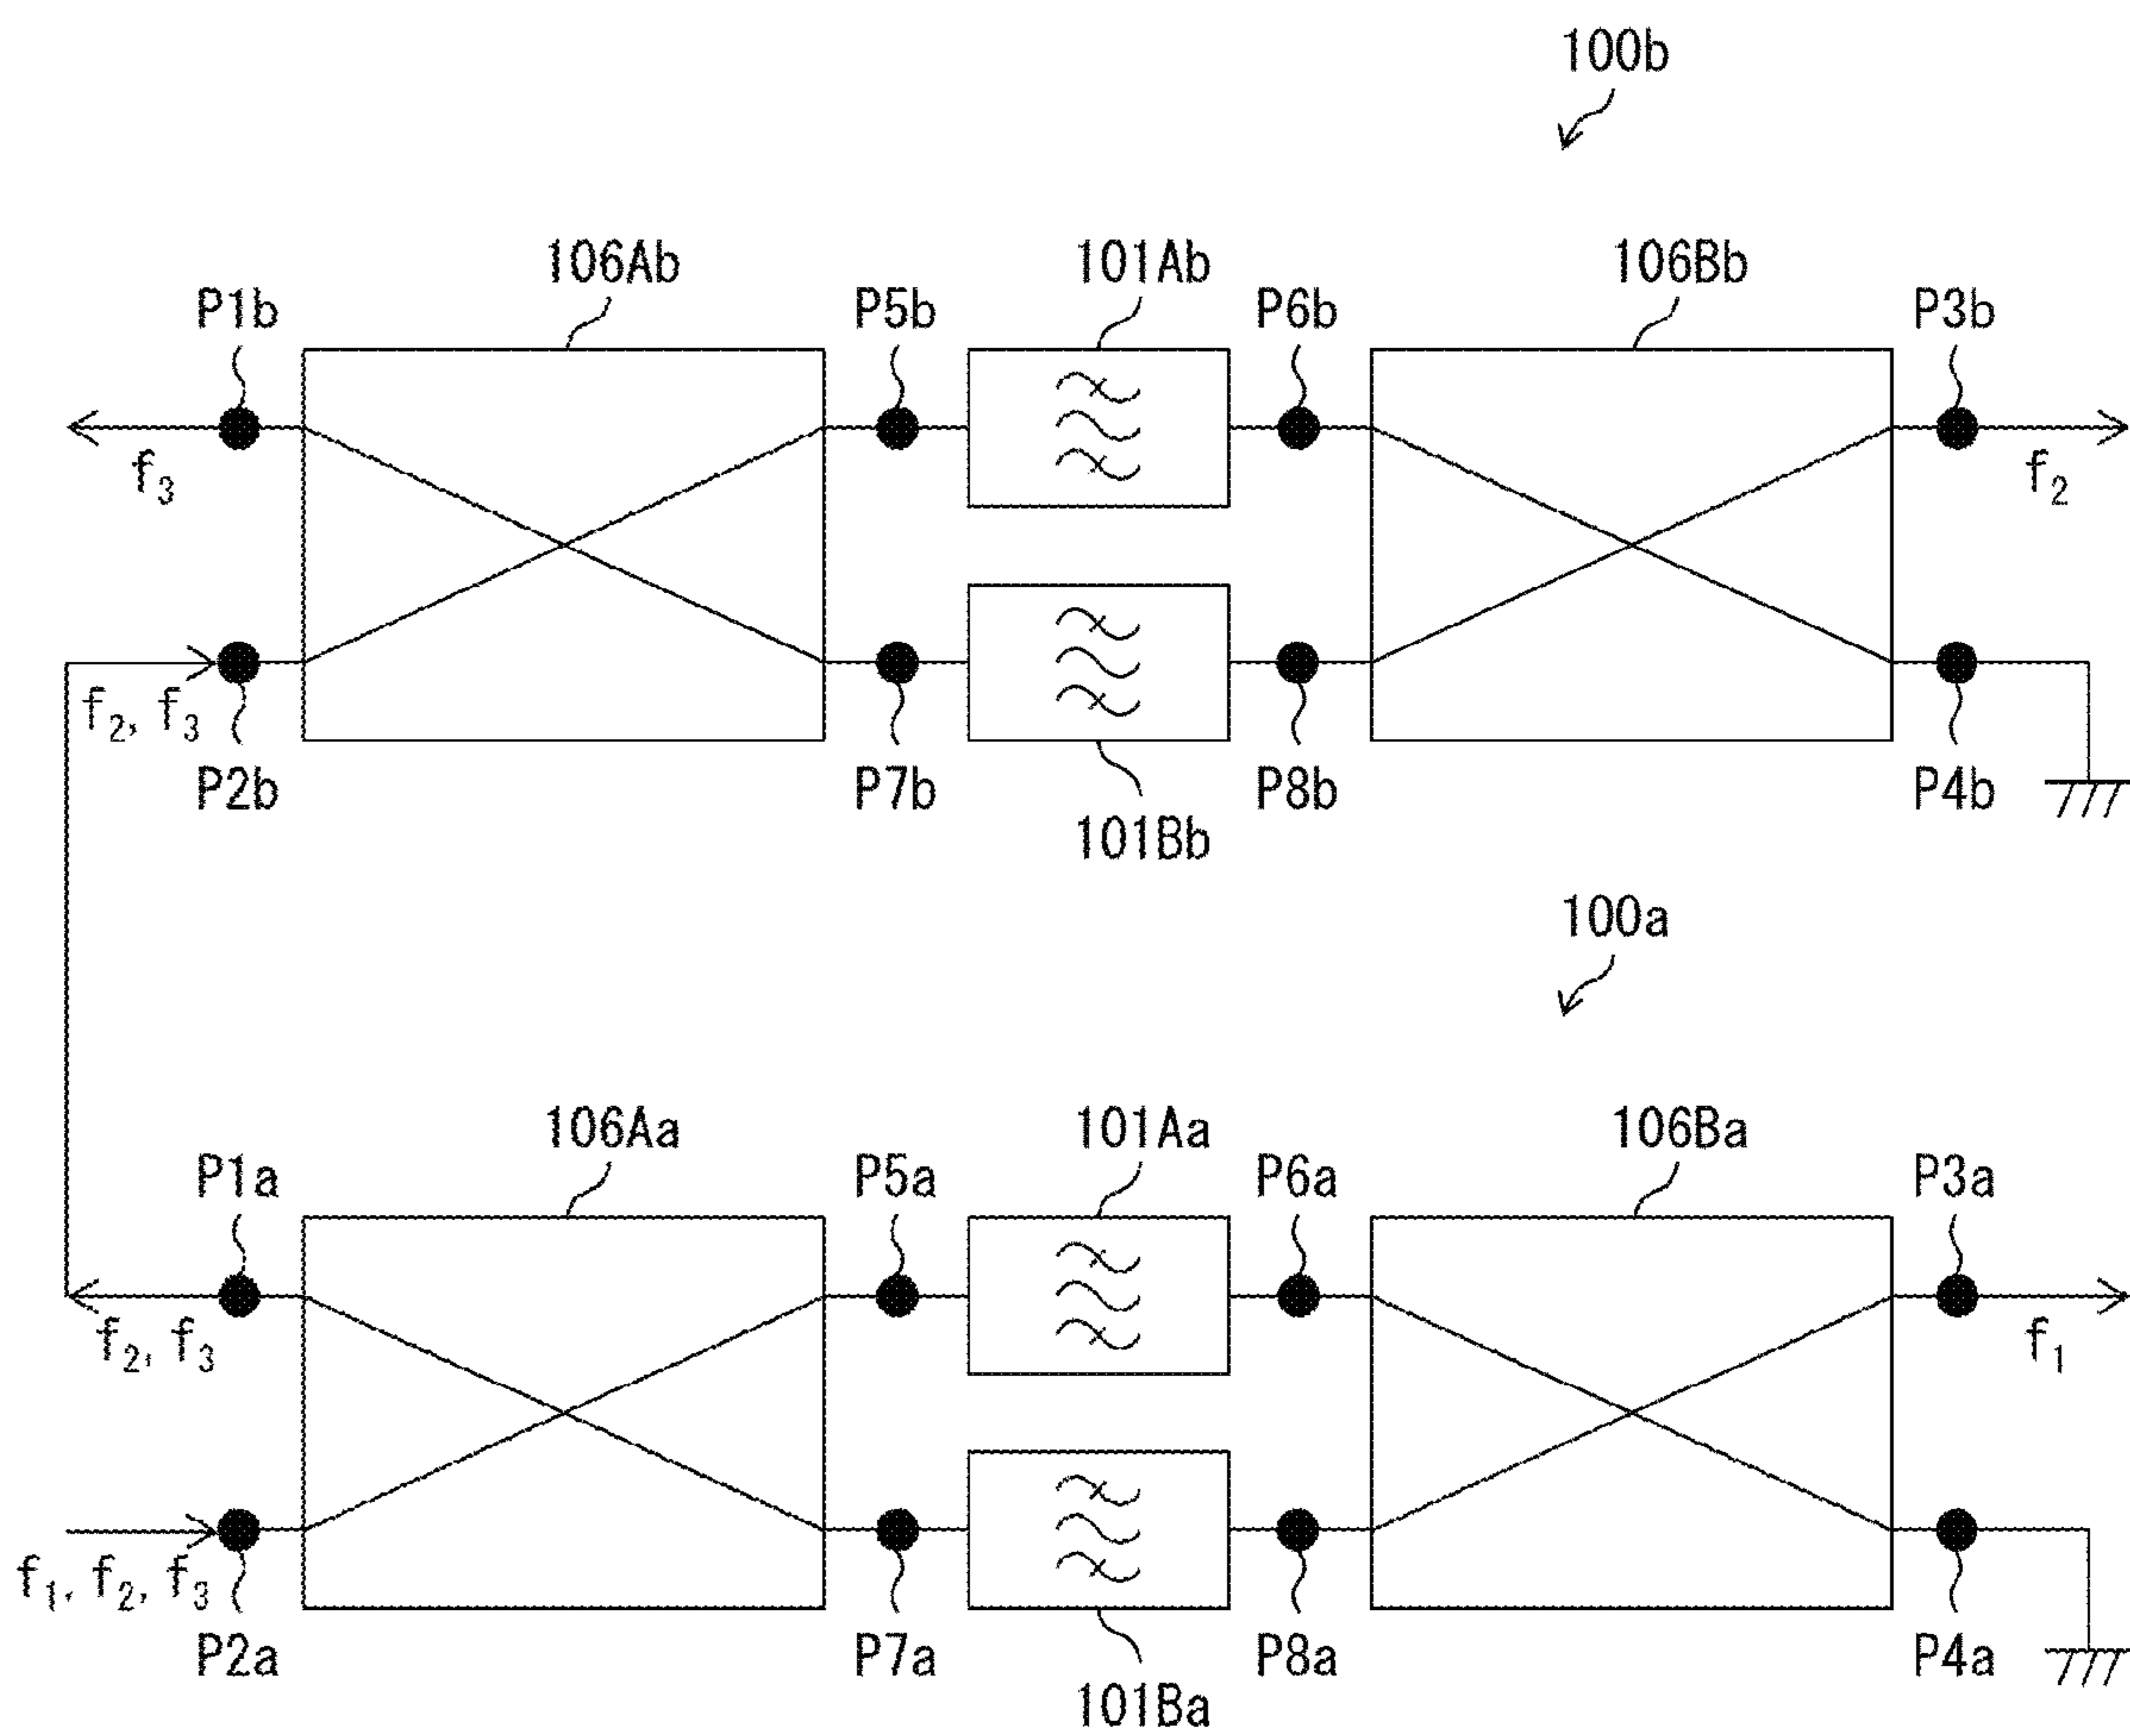 100b
106Ab 101Ab 106Bb
P1b P5b P6b P3b
f3 f2
f2, f3
P2b P7b P8b P4b
101Bb
100a
106Aa 101Aa 106Ba
P1a P5a P6a P3a
f2, f3 f1
f1, f2, f3
P2a P7a P8a P4a
101Ba